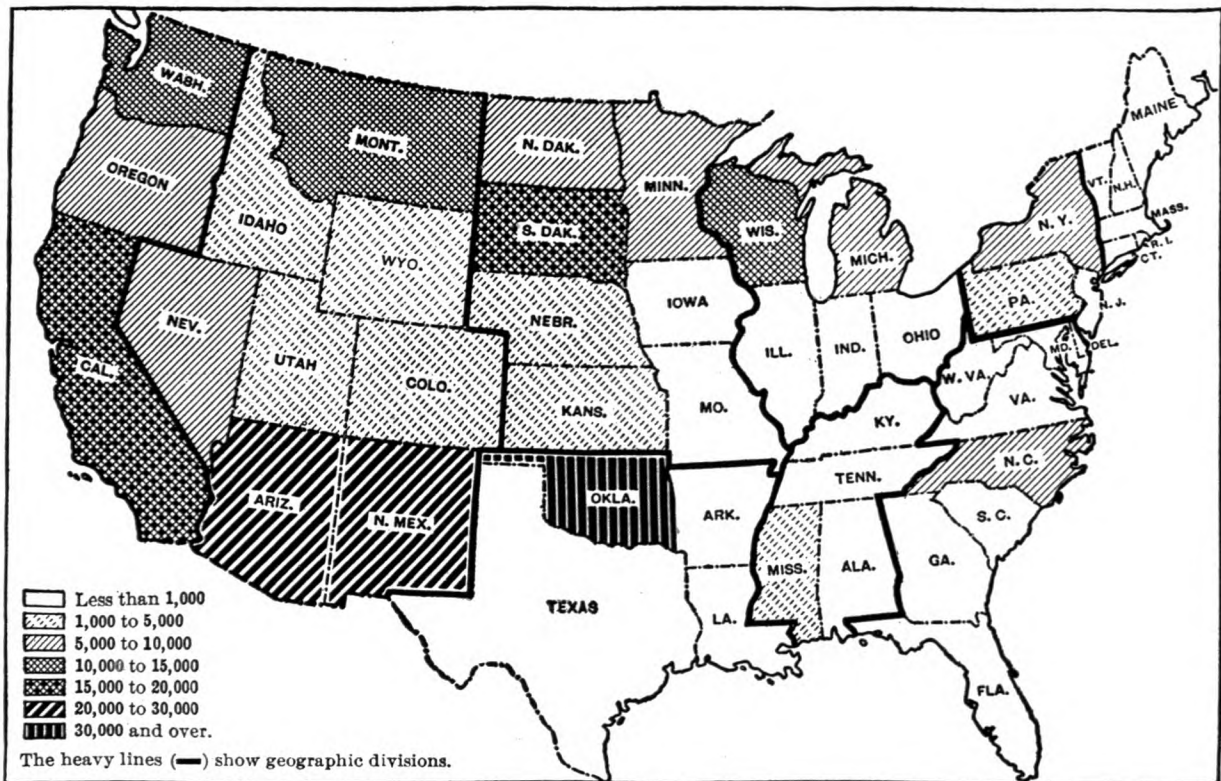 WASH.
MONT.
N. DAK.
MINN.
MAINE
OREGON
IDAHO
WYO.
S. DAK.
WIS.
MICH.
N. Y.
VT.
N.H.
MASS.
R. I.
CT.
NEV.
UTAH
COLO.
NEBR.
IOWA
ILL.
IND.
OHIO
PA.
N. J.
CAL.
KANS.
MO.
KY.
W. VA.
MD.
DEL.
VA.
ARIZ.
N. MEX.
OKLA.
ARK.
TENN.
N. C.
S. C.
TEXAS
LA.
MISS.
ALA.
GA.
FLA.
Less than 1,000
1,000 to 5,000
5,000 to 10,000
10,000 to 15,000
15,000 to 20,000
20,000 to 30,000
30,000 and over.
The heavy lines (▬) show geographic divisions.